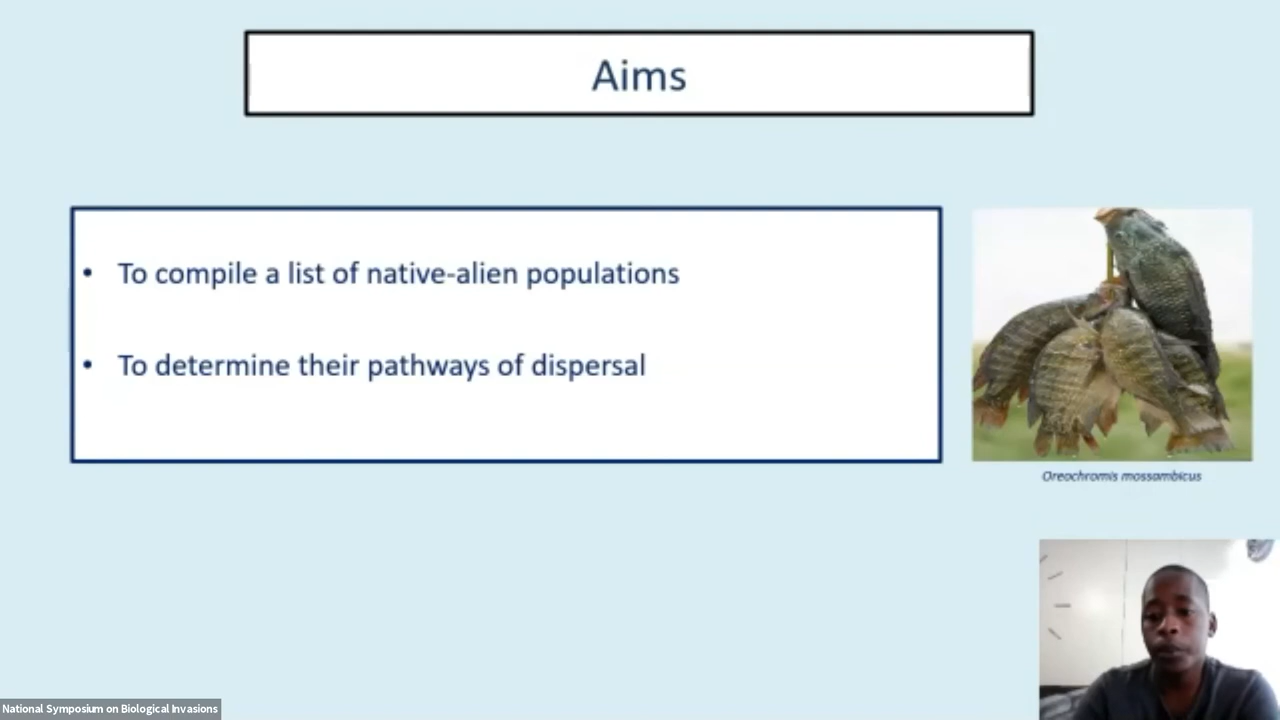 Aims
• To compile a list of native-alien populations
• To determine their pathways of dispersal
Oreochromis mossambicus
National Symposium on Biological Invasions